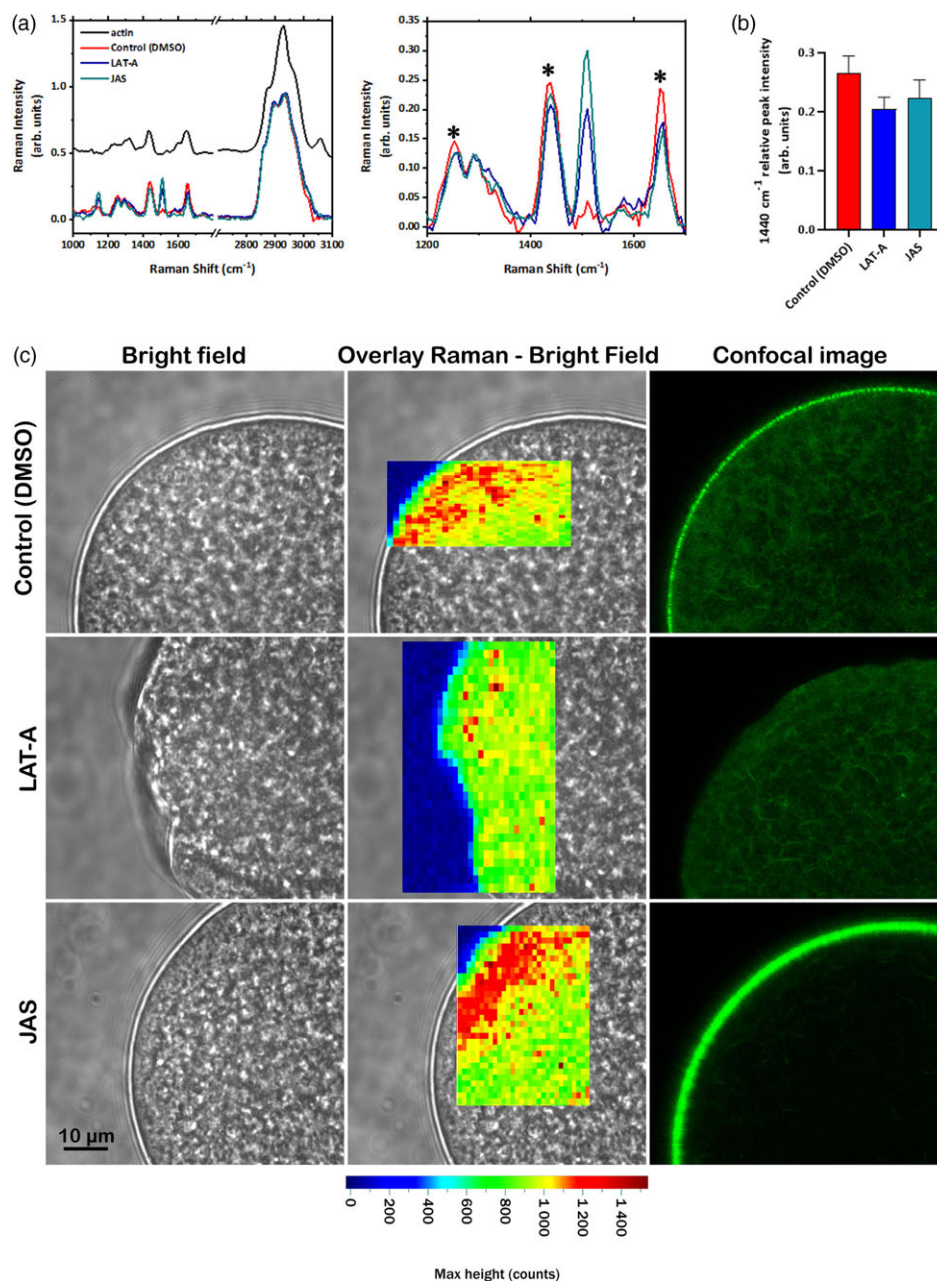 (a)
1.5
1.0
0.5
0.0
Raman Intensity
(arb. units)
actin
Control (DMSO)
LAT-A
JAS
1000 1200 1400 1600 2800 2900 3000 3100
Raman Shift (cm⁻¹)
0.30
0.25
0.20
0.15
0.10
0.05
0.00
Raman Intensity
(arb. units)
* * *
1200 1400 1600
Raman Shift (cm⁻¹)
(b)
0.3
0.2
0.1
0.0
1440 cm⁻¹ relative peak intensity
(arb. units)
Control (DMSO)
LAT-A
JAS
(c)
Bright field Overlay Raman - Bright Field Confocal image
Control (DMSO)
LAT-A
JAS
10 µm
0 200 400 600 800 1 000 1 200 1 400
Max height (counts)